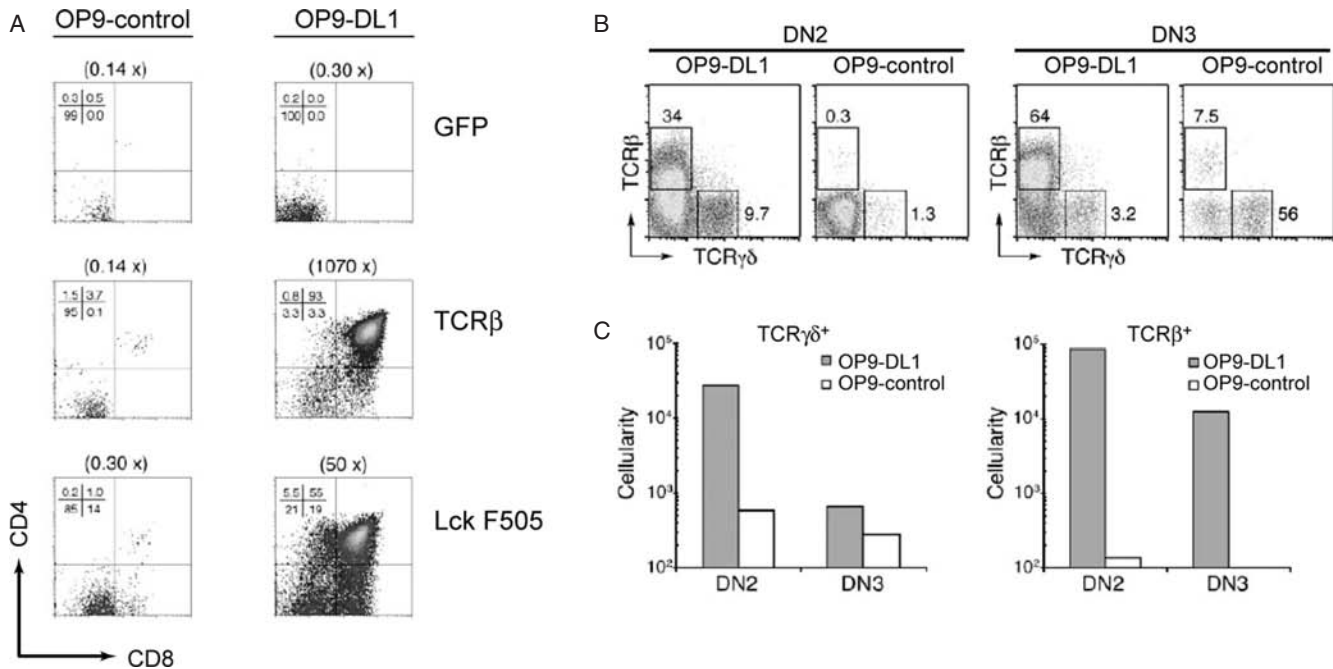 A
OP9-control
OP9-DL1
(0.14 x)
(0.30 x)
0.3 0.5
99 0.0
0.2 0.0
100 0.0
GFP
(0.14 x)
(1070 x)
1.5 3.7
95 0.1
0.8 93
3.3 3.3
TCRβ
(0.30 x)
(50 x)
0.2 1.0
85 14
5.5 55
21 19
Lck F505
CD4
CD8
B
DN2
DN3
OP9-DL1
OP9-control
OP9-DL1
OP9-control
34
0.3
64
7.5
9.7
1.3
3.2
56
TCRβ
TCRγδ
TCRβ
TCRγδ
C
TCRγδ+
OP9-DL1
OP9-control
Cellularity
10⁵
10⁴
10³
10²
DN2
DN3
TCRβ+
OP9-DL1
OP9-control
Cellularity
10⁵
10⁴
10³
10²
DN2
DN3